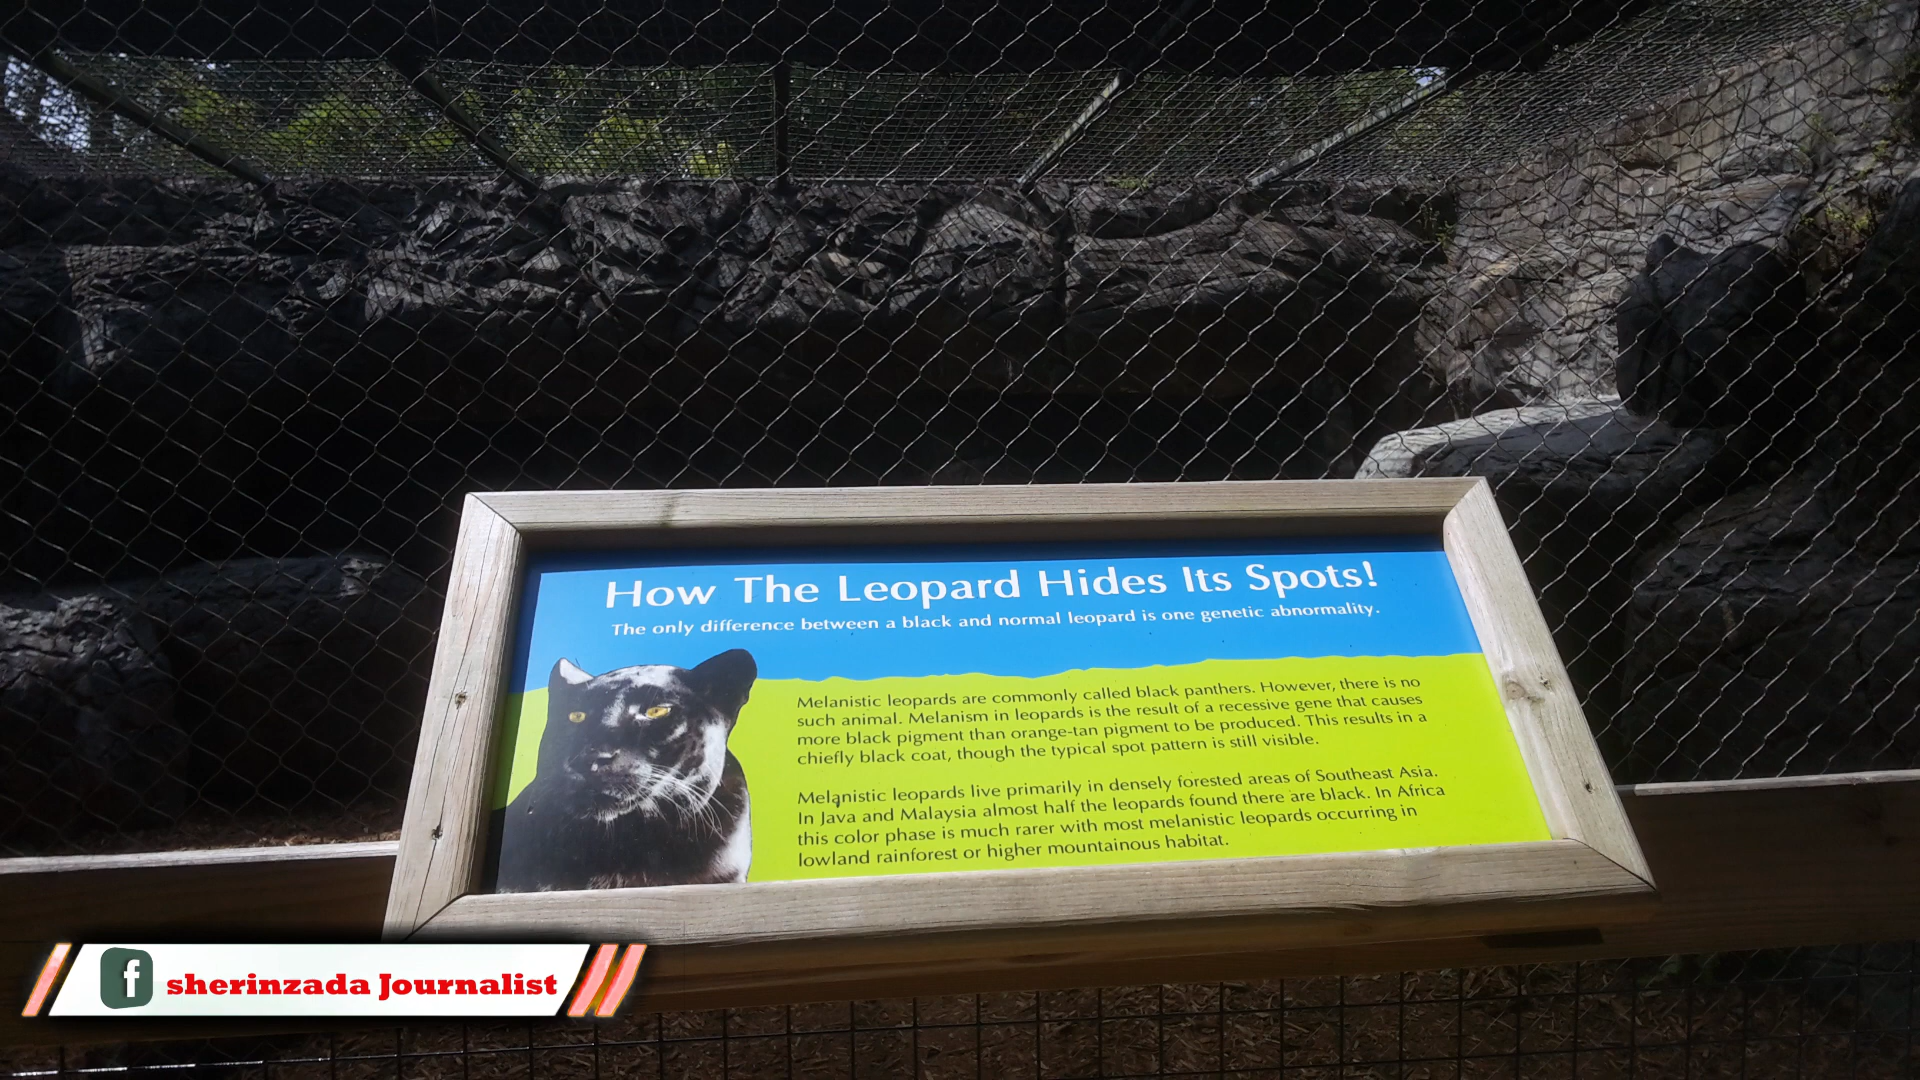 How The Leopard Hides Its Spots!
The only difference between a black and normal leopard is one genetic abnormality.
Melanistic leopards are commonly called black panthers. However, there is no
such animal. Melanism in leopards is the result of a recessive gene that causes
more black pigment than orange-tan pigment to be produced. This results in a
chiefly black coat, though the typical spot pattern is still visible.
Melanistic leopards live primarily in densely forested areas of Southeast Asia.
In Java and Malaysia almost half the leopards found there are black. In Africa
this color phase is much rarer with most melanistic leopards occurring in
lowland rainforest or higher mountainous habitat.
f sherinzada Journalist